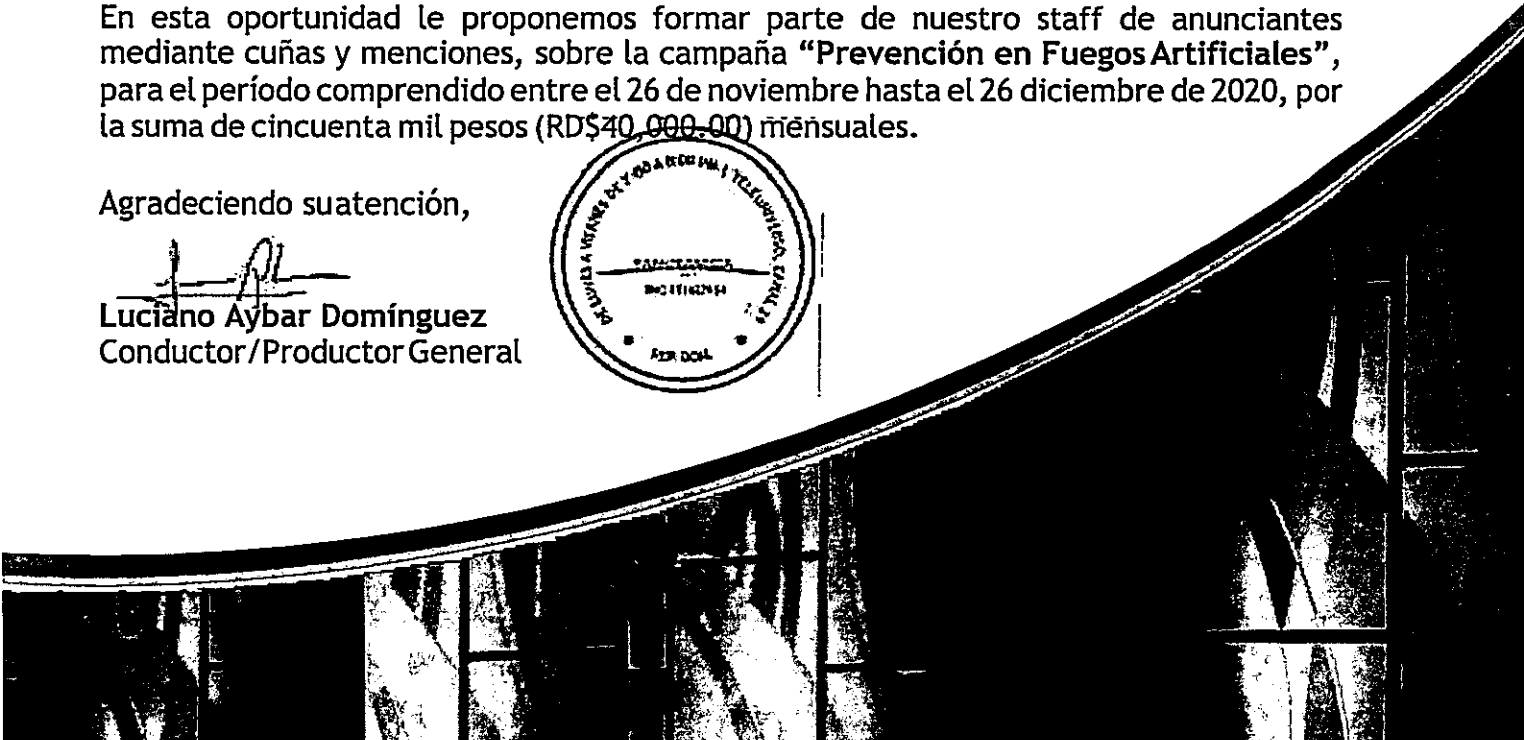 En esta oportunidad le proponemos formar parte de nuestro staff de anunciantes
mediante cuñas y menciones, sobre la campaña “Prevención en Fuegos Artificiales”,
para el período comprendido entre el 26 de noviembre hasta el 26 diciembre de 2020, por
la suma de cincuenta mil pesos (RD$40,000.00) mensuales.
Agradeciendo su atención,
Luciano Aybar Domínguez
Conductor/Productor General